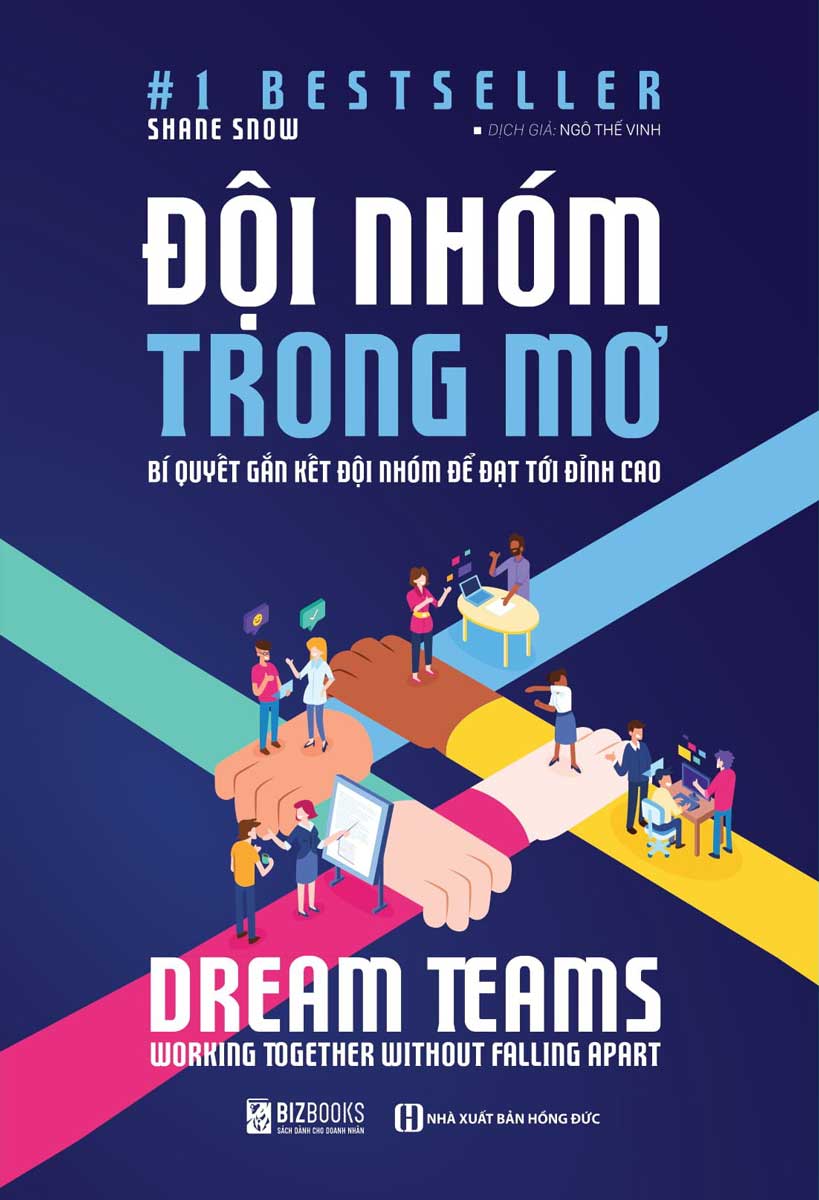 #1 BESTSELLER
SHANE SNOW
DỊCH GIẢ: NGÔ THẾ VINH
ĐỘI NHÓM
TRONG MƠ
BÍ QUYẾT GẮN KẾT ĐỘI NHÓM ĐỂ ĐẠT TỚI ĐỈNH CAO
DREAM TEAMS
WORKING TOGETHER WITHOUT FALLING APART
BIZBOOKS
SÁCH DÀNH CHO DOANH NHÂN
NHÀ XUẤT BẢN HỒNG ĐỨC